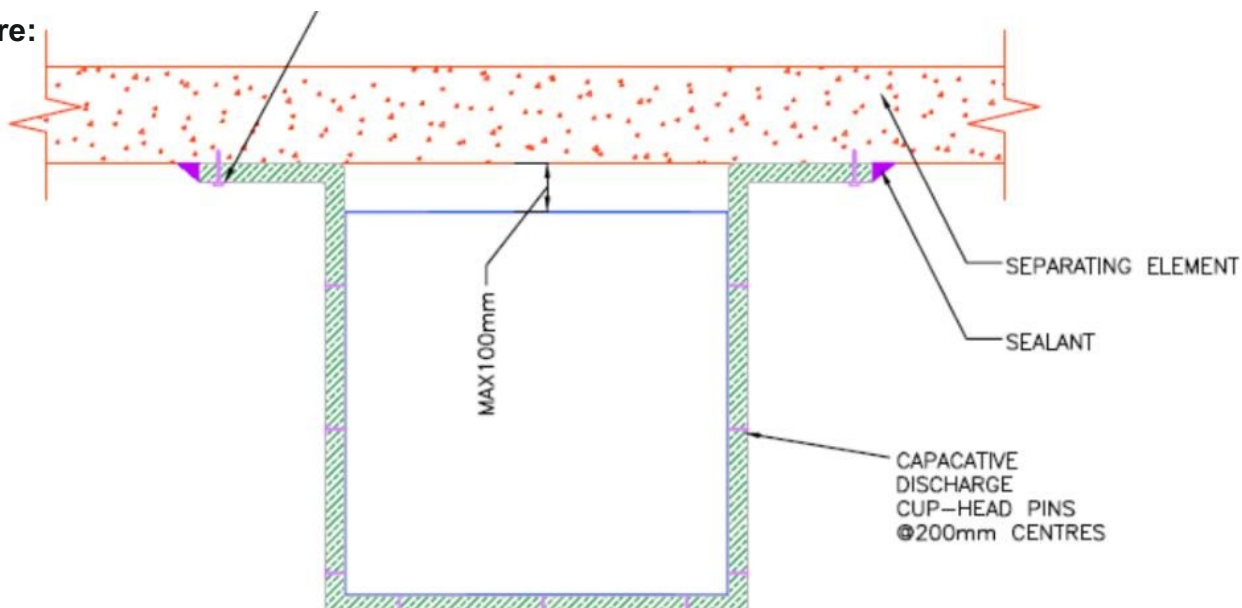 re:
SEPARATING ELEMENT
SEALANT
MAX100mm
CAPACATIVE
DISCHARGE
CUP-HEAD PINS
@200mm CENTRES